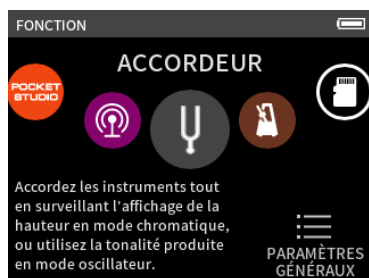 FONCTION
ACCORDEUR
POCKET
STUDIO
Accordez les instruments tout
en surveillant l'affichage de la
hauteur en mode chromatique,
ou utilisez la tonalité produite
en mode oscillateur.
PARAMÈTRES
GÉNÉRAUX